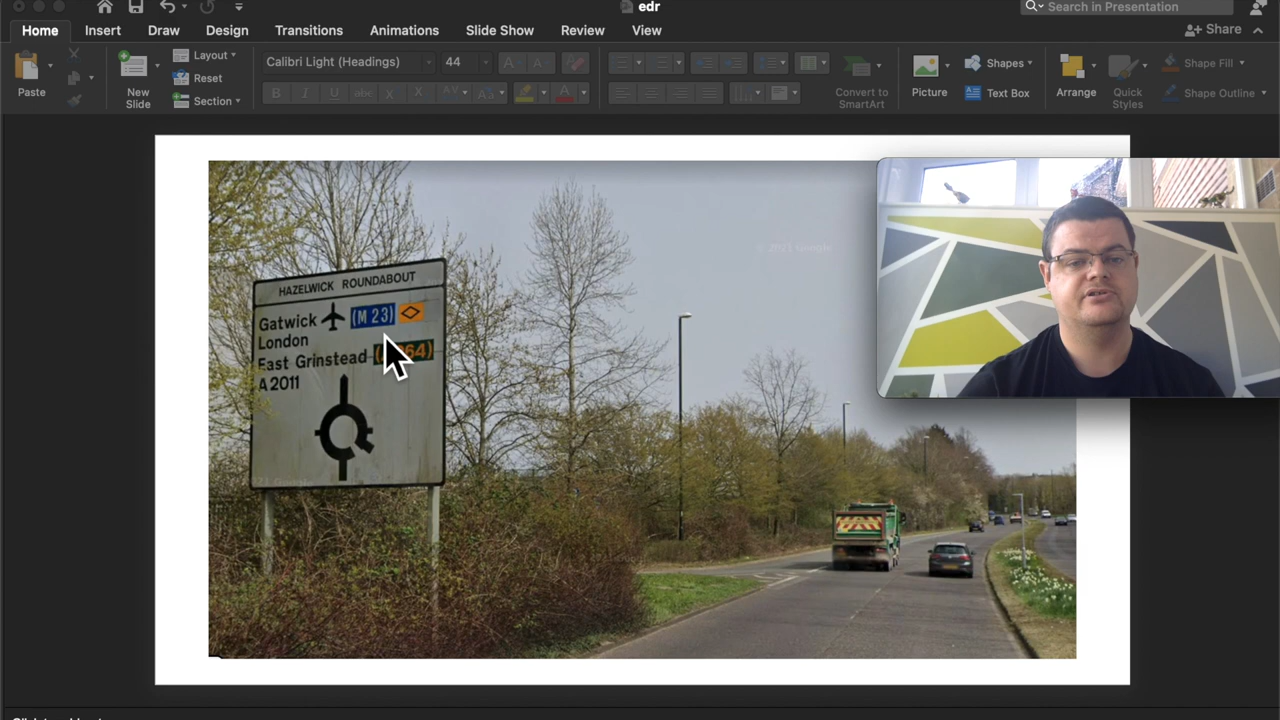 edr
Search in Presentation
Home Insert Draw Design Transitions Animations Slide Show Review View
Share
Paste
New Slide
Layout
Reset
Section
Calibri Light (Headings) 44
Convert to SmartArt
Picture
Shapes
Text Box
Arrange
Quick Styles
Shape Fill
Shape Outline
© 2023 Google
HAZELWICK ROUNDABOUT
Gatwick (M 23)
London
East Grinstead
A 2011